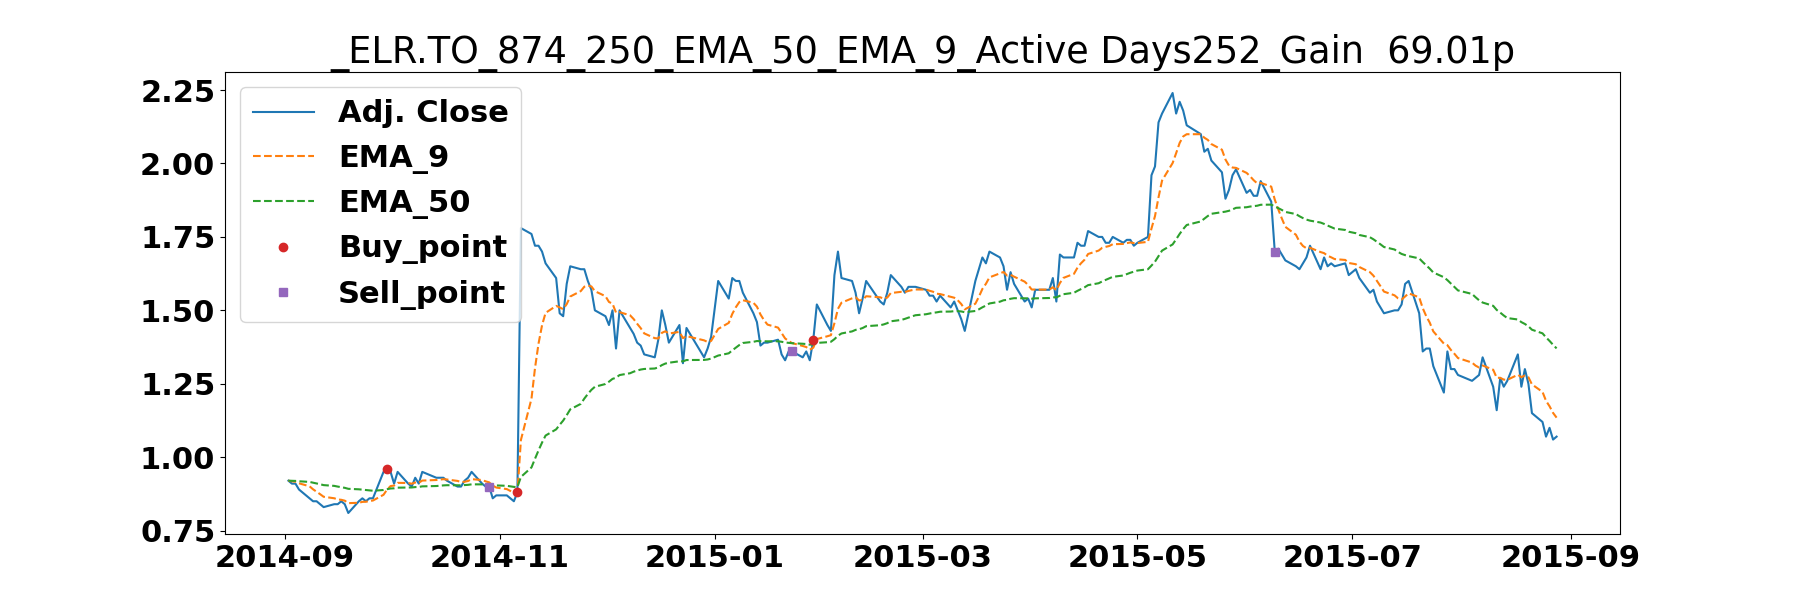 _ELR.TO_874_250_EMA_50_EMA_9_Active Days252_Gain  69.01p
2.25
2.00
1.75
1.50
1.25
1.00
0.75
Adj. Close
EMA_9
EMA_50
Buy_point
Sell_point
2014-09 2014-11 2015-01 2015-03 2015-05 2015-07 2015-09